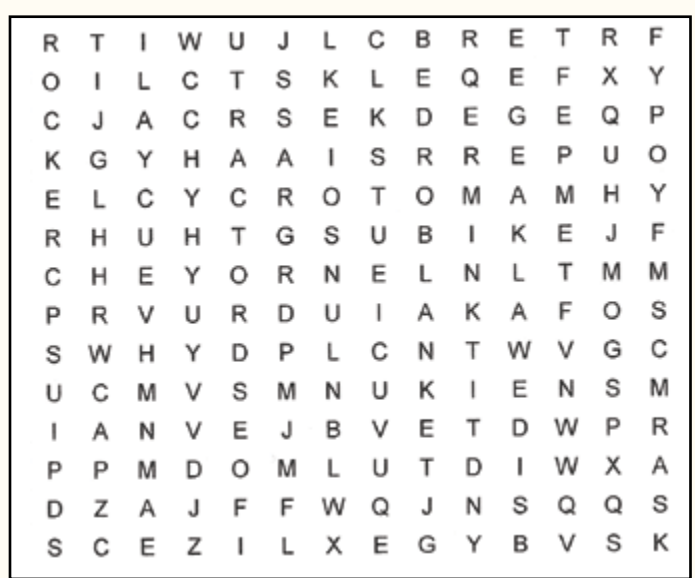 R T I W U J L C B R E T R F
O I L C T S K L E Q E F X Y
C J A C R S E K D E G E Q P
K G Y H A A I S R R E P U O
E L C Y C R O T O M A M H Y
R H U H T G S U B I K E J F
C H E Y O R N E L N L T M M
P R V U R D U I A K A F O S
S W H Y D P L C N T W V G C
U C M V S M N U K I E N S M
I A N V E J B V E T D W P R
P P M D O M L U T D I W X A
D Z A J F F W Q J N S Q Q S
S C E Z I L X E G Y B V S K